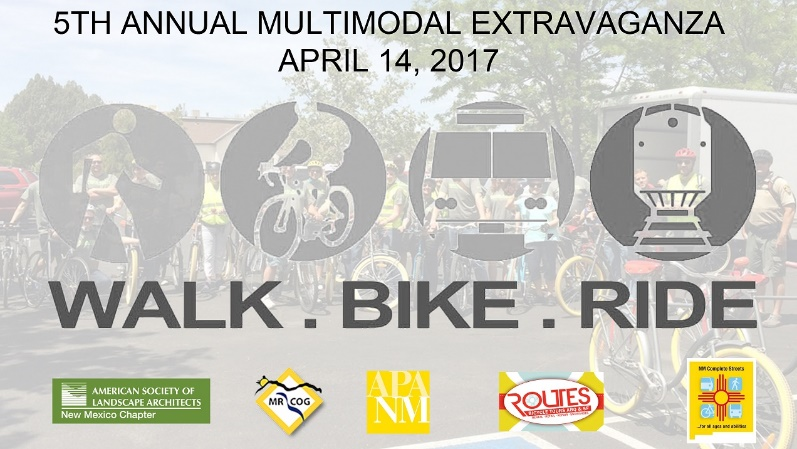 5TH ANNUAL MULTIMODAL EXTRAVAGANZA
APRIL 14, 2017
WALK . BIKE . RIDE
AMERICAN SOCIETY OF
LANDSCAPE ARCHITECTS
New Mexico Chapter
MR COG
APA
NM
ROUTES
NM Complete Streets
...for all ages and abilities